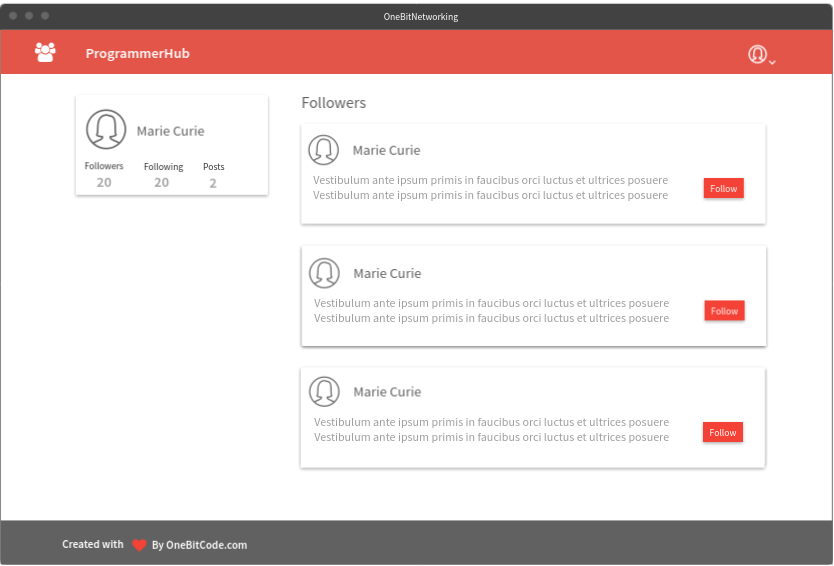 OneBitNetworking
ProgrammerHub
Marie Curie
Followers Following Posts
20 20 2
Followers
Marie Curie
Vestibulum ante ipsum primis in faucibus orci luctus et ultrices posuere
Vestibulum ante ipsum primis in faucibus orci luctus et ultrices posuere
Follow
Marie Curie
Vestibulum ante ipsum primis in faucibus orci luctus et ultrices posuere
Vestibulum ante ipsum primis in faucibus orci luctus et ultrices posuere
Follow
Marie Curie
Vestibulum ante ipsum primis in faucibus orci luctus et ultrices posuere
Vestibulum ante ipsum primis in faucibus orci luctus et ultrices posuere
Follow
Created with By OneBitCode.com